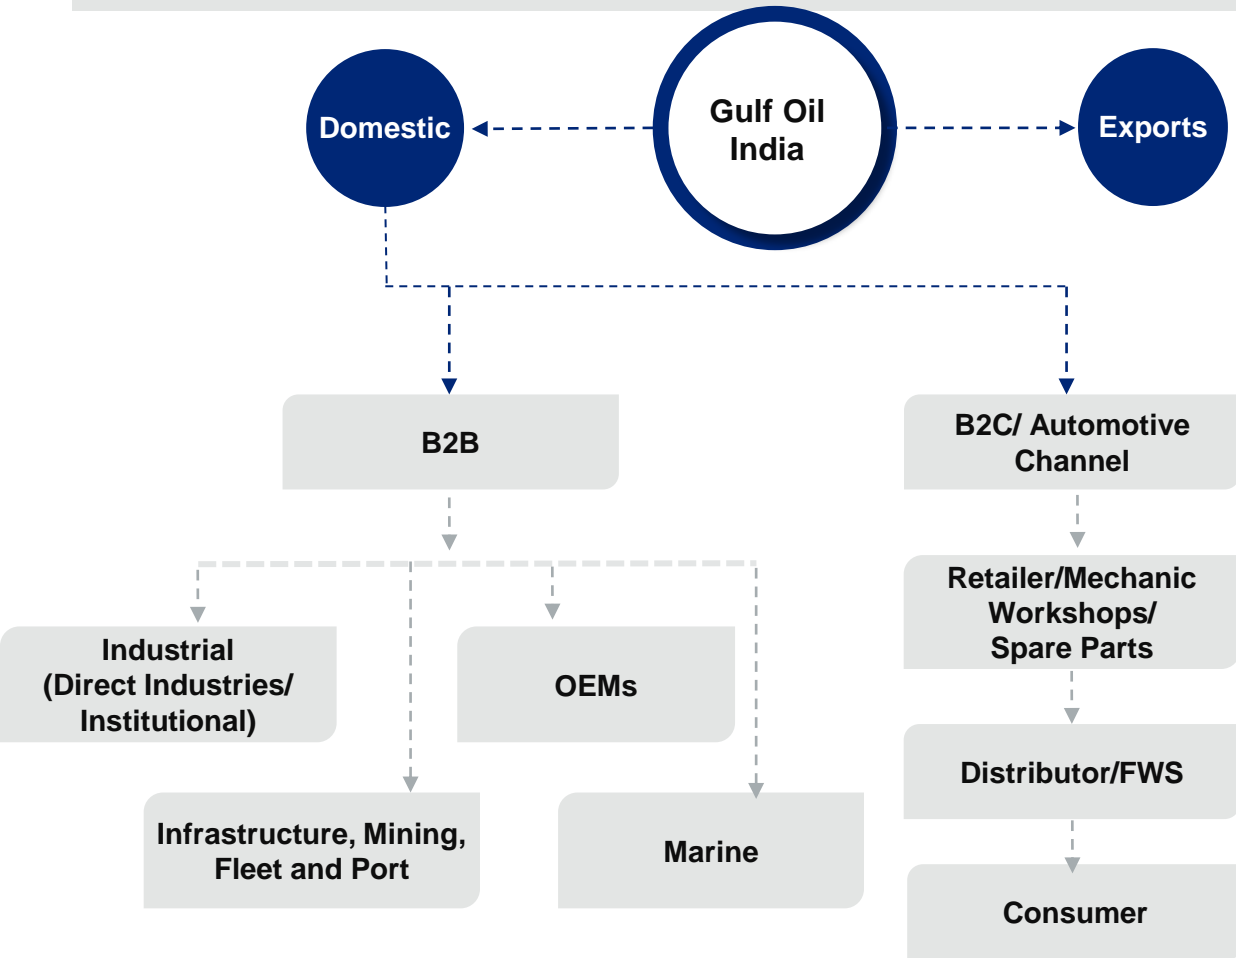 Domestic
Gulf Oil
India
Exports
B2B
B2C/ Automotive
Channel
Industrial
(Direct Industries/
Institutional)
OEMs
Infrastructure, Mining,
Fleet and Port
Marine
Retailer/Mechanic
Workshops/
Spare Parts
Distributor/FWS
Consumer